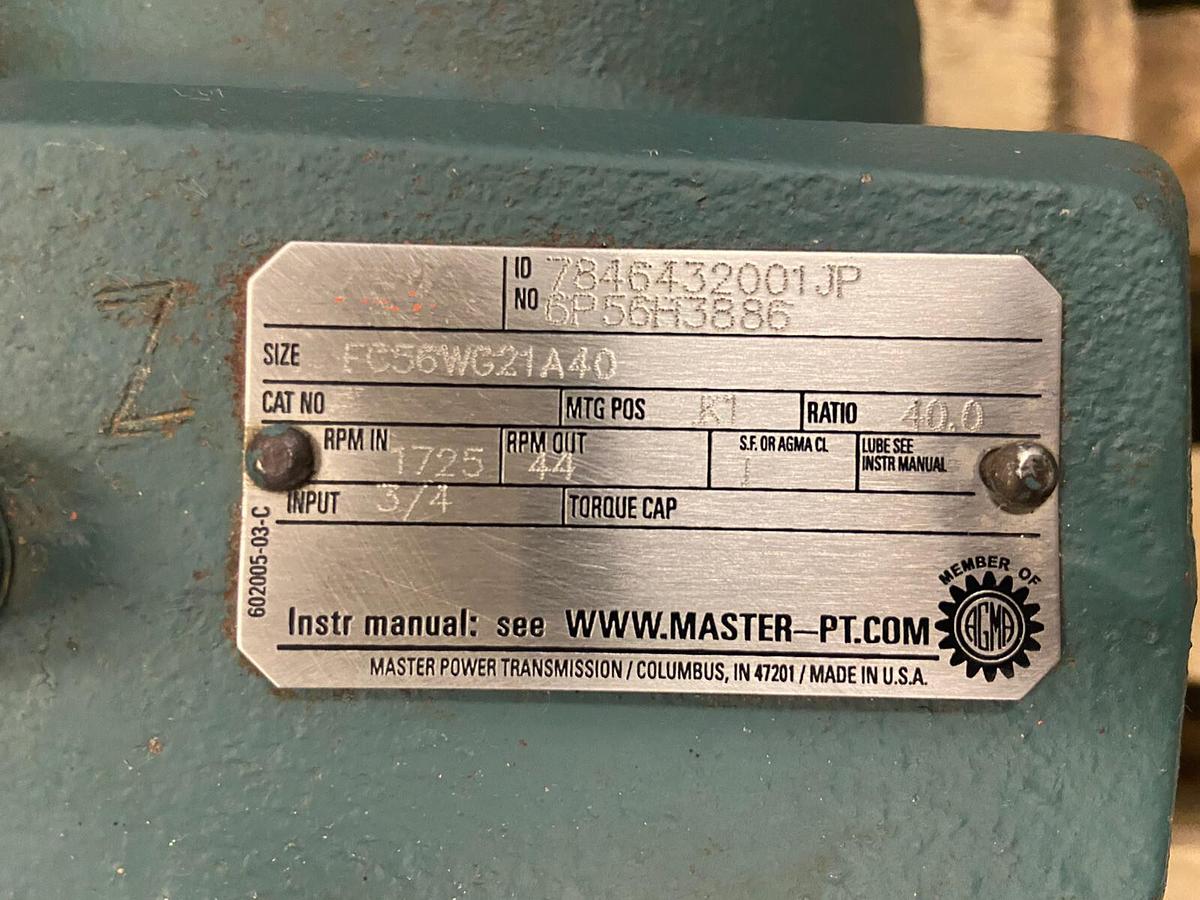 ID NO 7846432001JP
6P56H3886
SIZE FC56WG21A40
CAT NO MTG POS K1 RATIO 40.0
RPM IN 1725 RPM OUT 44 S.F. OR AGMA CL I LUBE SEE INSTR MANUAL
INPUT 3/4 TORQUE CAP
602005-03-C
Instr manual: see WWW.MASTER-PT.COM
MEMBER OF AGMA
MASTER POWER TRANSMISSION / COLUMBUS, IN 47201 / MADE IN U.S.A.
Z